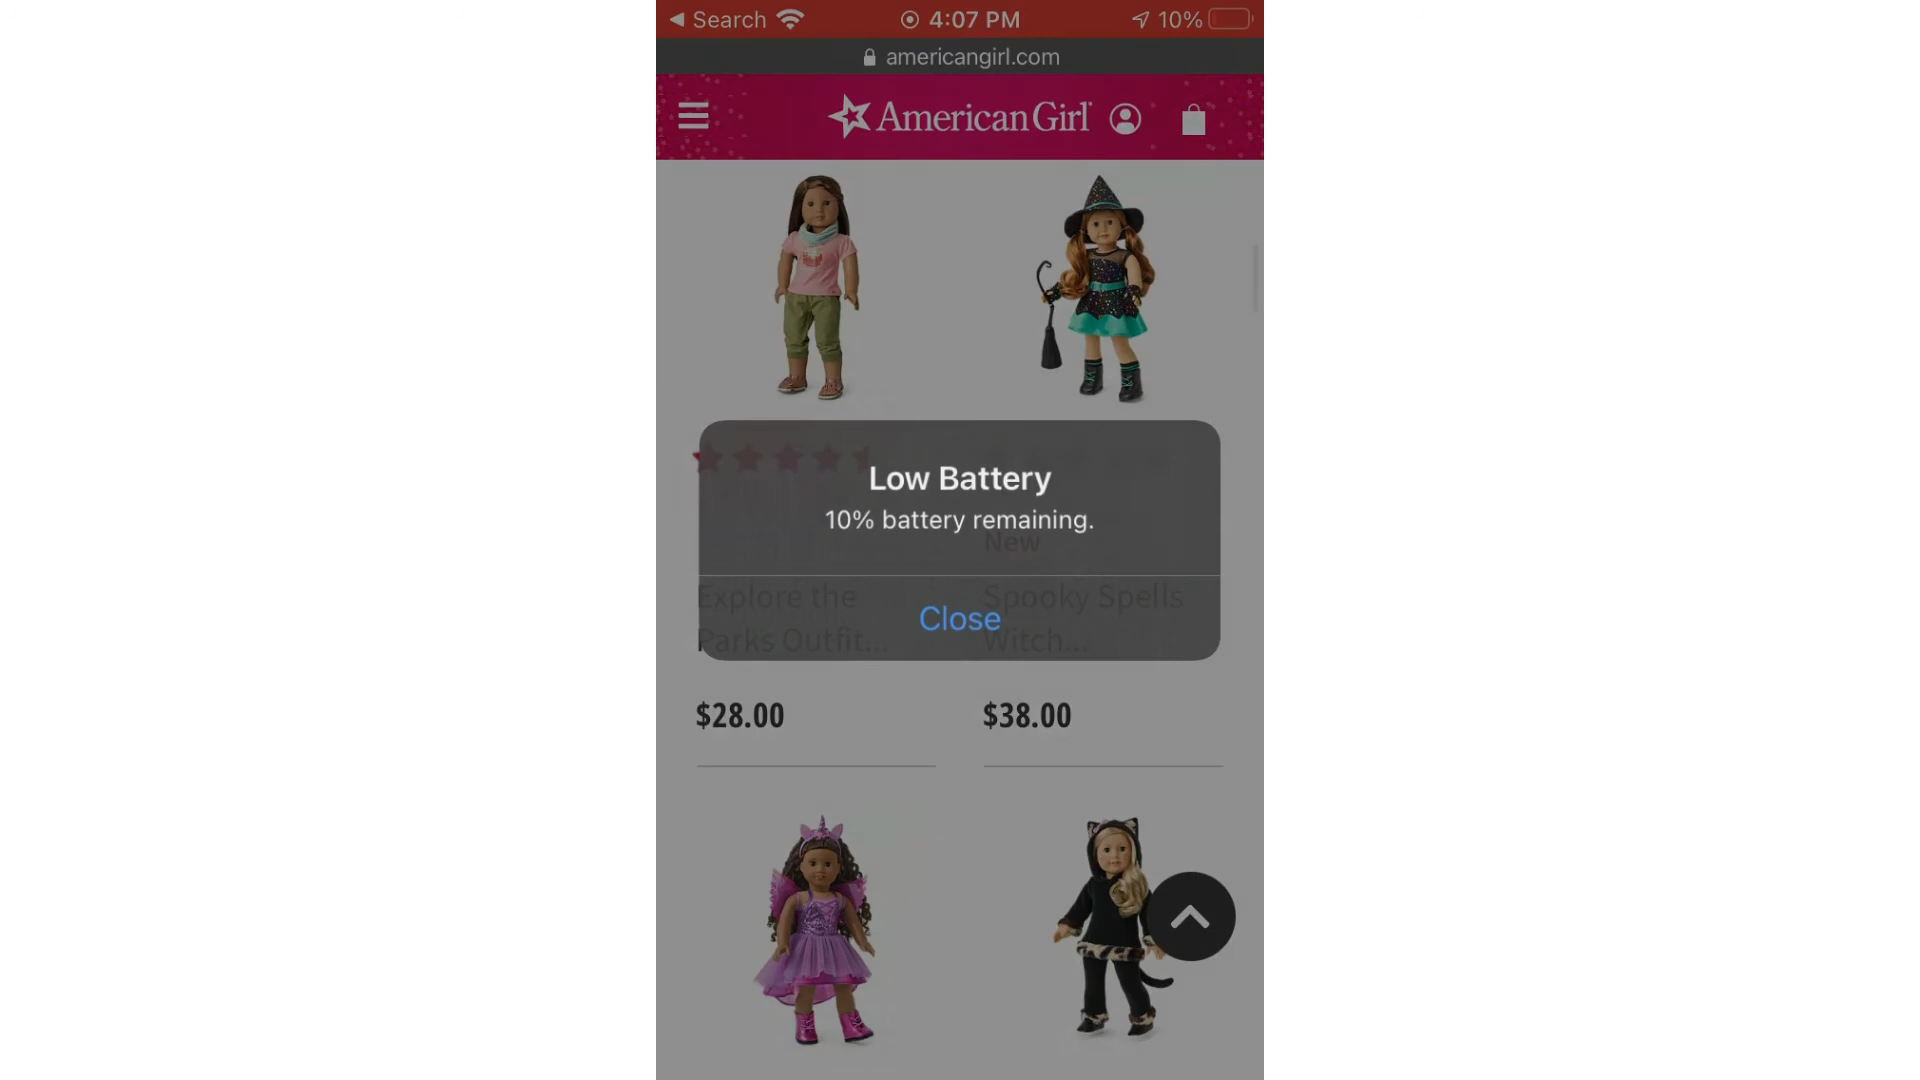 Search
4:07 PM
10%
americangirl.com
American Girl
Low Battery
10% battery remaining.
New
Explore the
Parks Outfit...
Spooky Spells
Witch...
Close
$28.00
$38.00